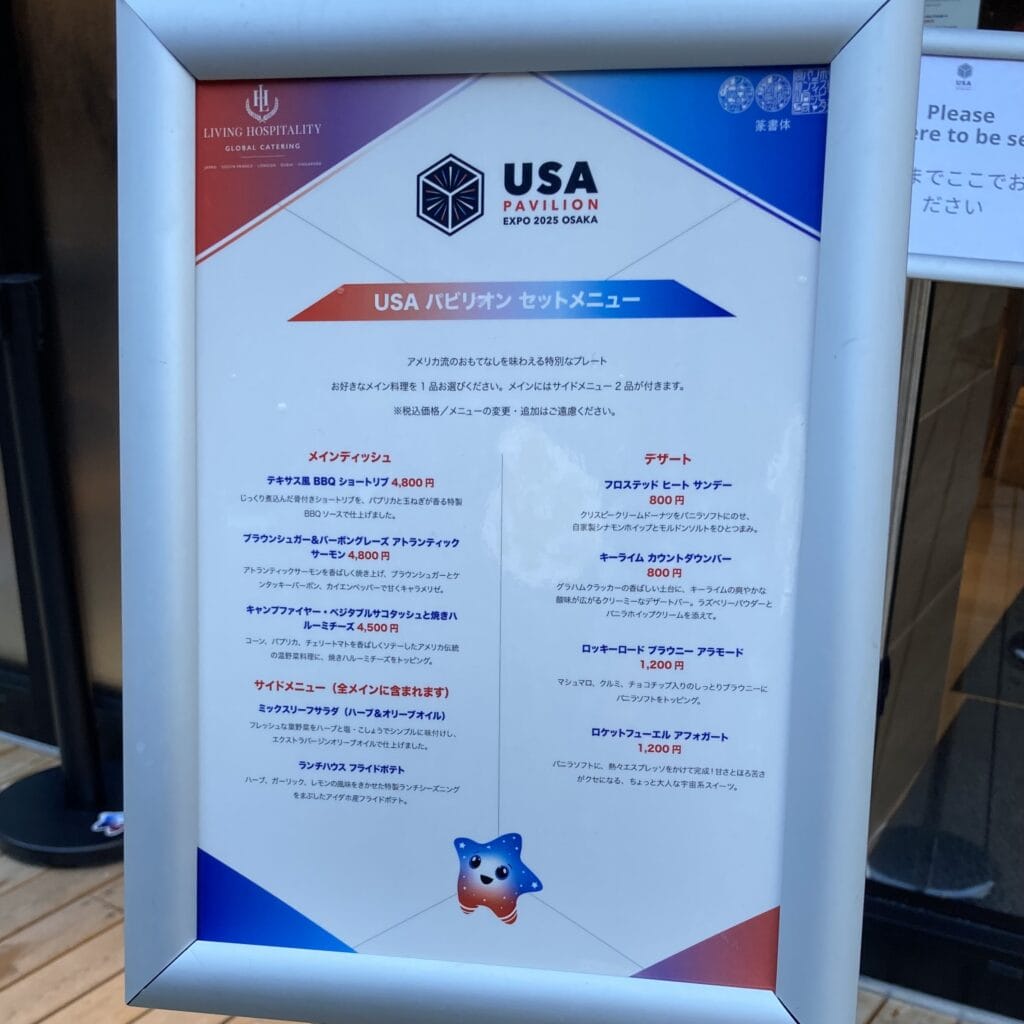 LIVING HOSPITALITY
GLOBAL CATERING
JAPAN · SOUTH FRANCE · LONDON · DUBAI · SINGAPORE
篆書体
USA
PAVILION
EXPO 2025 OSAKA
USA パビリオン セットメニュー
アメリカ流のおもてなしを味わえる特別なプレート
お好きなメイン料理を 1 品お選びください。メインにはサイドメニュー 2 品が付きます。
※税込価格／メニューの変更・追加はご遠慮ください。
メインディッシュ
テキサス風 BBQ ショートリブ 4,800 円
じっくり煮込んだ骨付きショートリブを、パプリカと玉ねぎが香る特製
BBQ ソースで仕上げました。
ブラウンシュガー＆バーボングレーズ アトランティック
サーモン 4,800 円
アトランティックサーモンを香ばしく焼き上げ、ブラウンシュガーとケ
ンタッキーバーボン、カイエンペッパーで甘くキャラメリゼ。
キャンプファイヤー・ベジタブルサコタッシュと焼きハ
ルーミチーズ 4,500 円
コーン、パプリカ、チェリートマトを香ばしくソテーしたアメリカ伝統
の温野菜料理に、焼きハルーミチーズをトッピング。
サイドメニュー（全メインに含まれます）
ミックスリーフサラダ（ハーブ＆オリーブオイル）
フレッシュな葉野菜をハーブと塩・こしょうでシンプルに味付けし、
エクストラバージンオリーブオイルで仕上げました。
ランチハウス フライドポテト
ハーブ、ガーリック、レモンの風味をきかせた特製ランチシーズニング
をまぶしたアイダホ産フライドポテト。
デザート
フロステッド ヒート サンデー
800 円
クリスピークリームドーナツをバニラソフトにのせ、
自家製シナモンホイップとモルドンソルトをひとつまみ。
キーライム カウントダウンバー
800 円
グラハムクラッカーの香ばしい土台に、キーライムの爽やかな
酸味が広がるクリーミーなデザートバー。ラズベリーパウダーと
バニラホイップクリームを添えて。
ロッキーロード ブラウニー アラモード
1,200 円
マシュマロ、クルミ、チョコチップ入りのしっとりブラウニーに
バニラソフトをトッピング。
ロケットフューエル アフォガート
1,200 円
バニラソフトに、熱々エスプレッソをかけて完成！甘さとほろ苦さ
がクセになる、ちょっと大人な宇宙系スイーツ。
USA
Please
ere to be se
までここでお
ださい